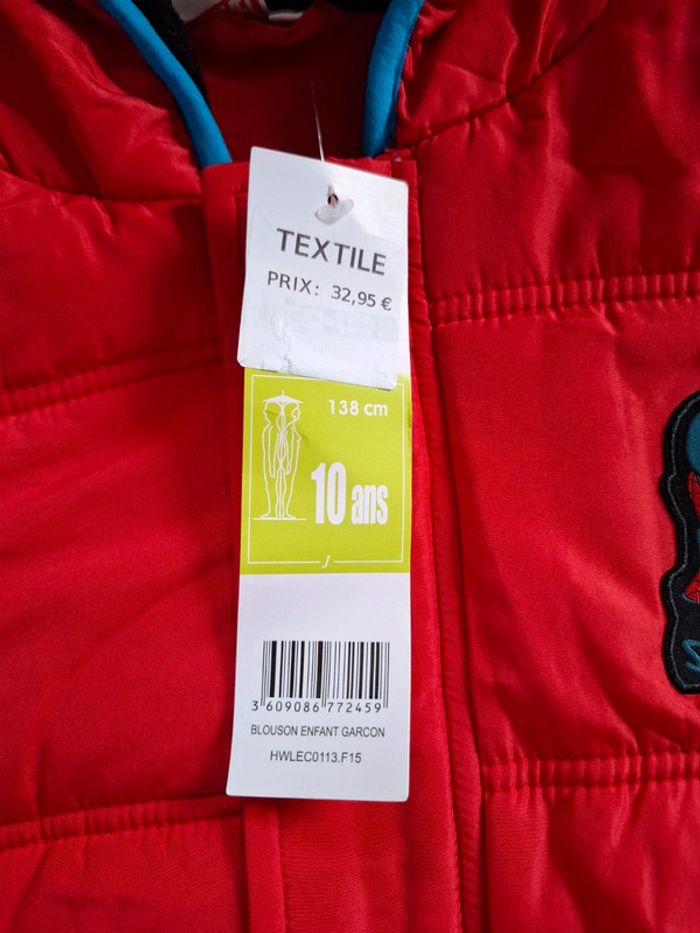 TEXTILE
PRIX: 32,95 €
138 cm
10 ans
J
3 609086 772459
BLOUSON ENFANT GARCON
HWLEC0113.F15